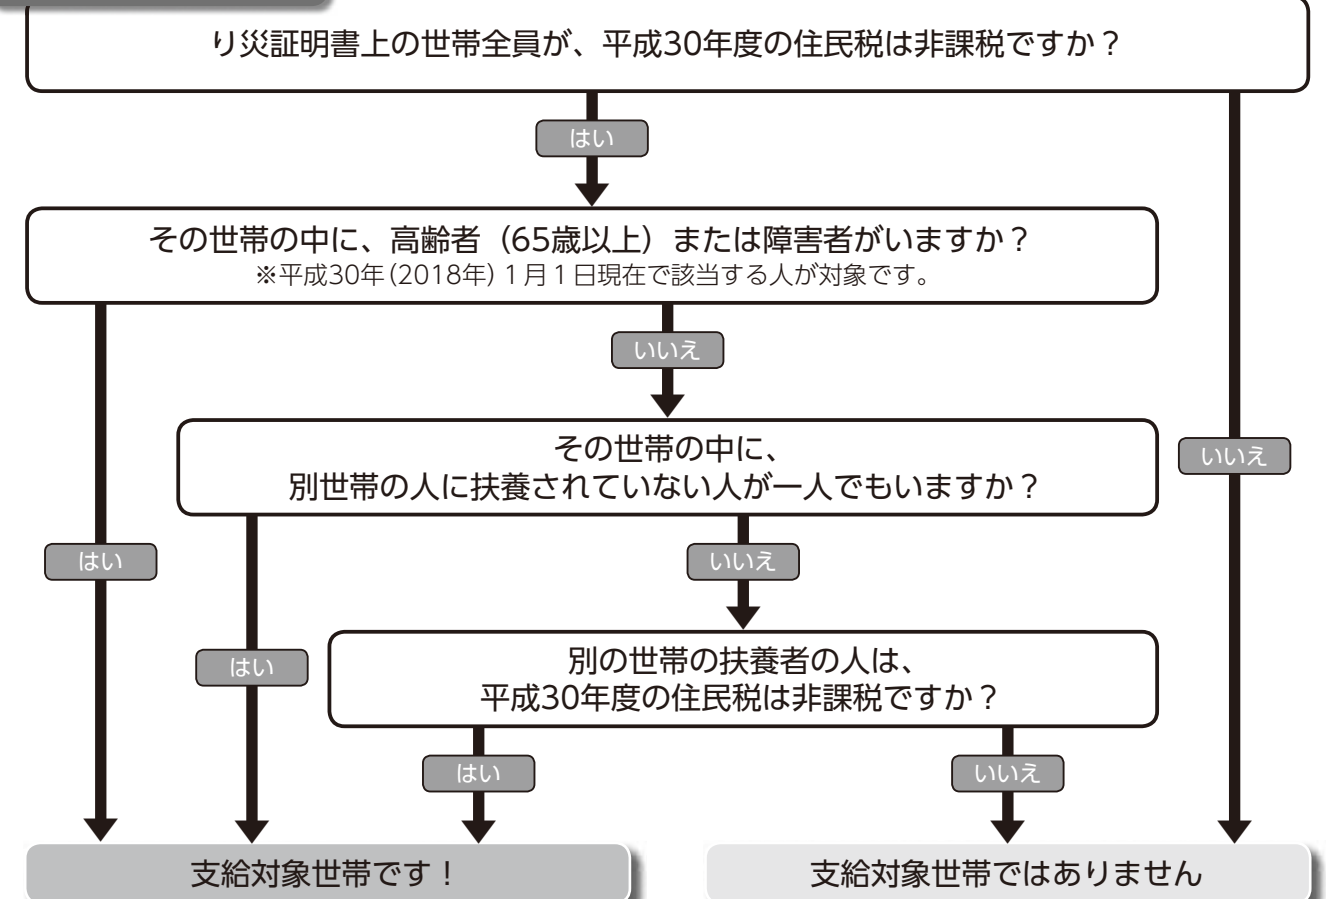 り災証明書上の世帯全員が、平成30年度の住民税は非課税ですか？
はい
その世帯の中に、高齢者（65歳以上）または障害者がいますか？
※平成30年（2018年）１月１日現在で該当する人が対象です。
いいえ
その世帯の中に、
別世帯の人に扶養されていない人が一人でもいますか？
いいえ
はい
いいえ
はい
別の世帯の扶養者の人は、
平成30年度の住民税は非課税ですか？
はい
いいえ
支給対象世帯です！
支給対象世帯ではありません